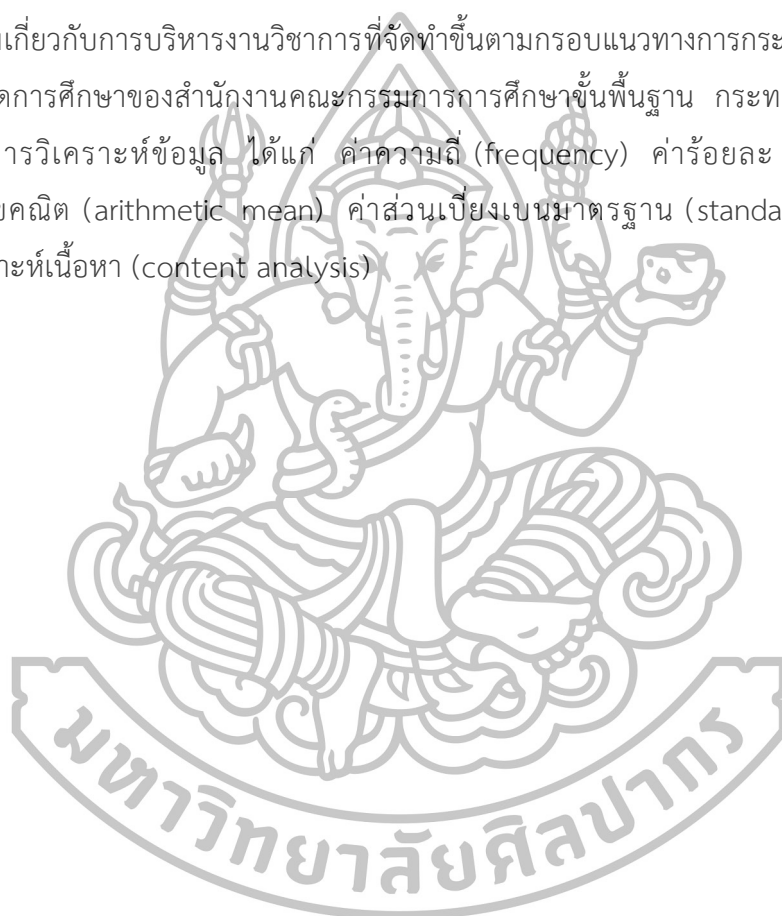 เกี่ยวกับการบริหารงานวิชาการที่จัดทำขึ้นตามกรอบแนวทางการกระ
ดการศึกษาของสำนักงานคณะกรรมการการศึกษาขั้นพื้นฐาน กระท
ารวิเคราะห์ข้อมูล ได้แก่ ค่าความถี่ (frequency) ค่าร้อยละ
ยคณิต (arithmetic mean) ค่าส่วนเบี่ยงเบนมาตรฐาน (standa
าะห์เนื้อหา (content analysis)
มหาวิทยาลัยศิลปากร